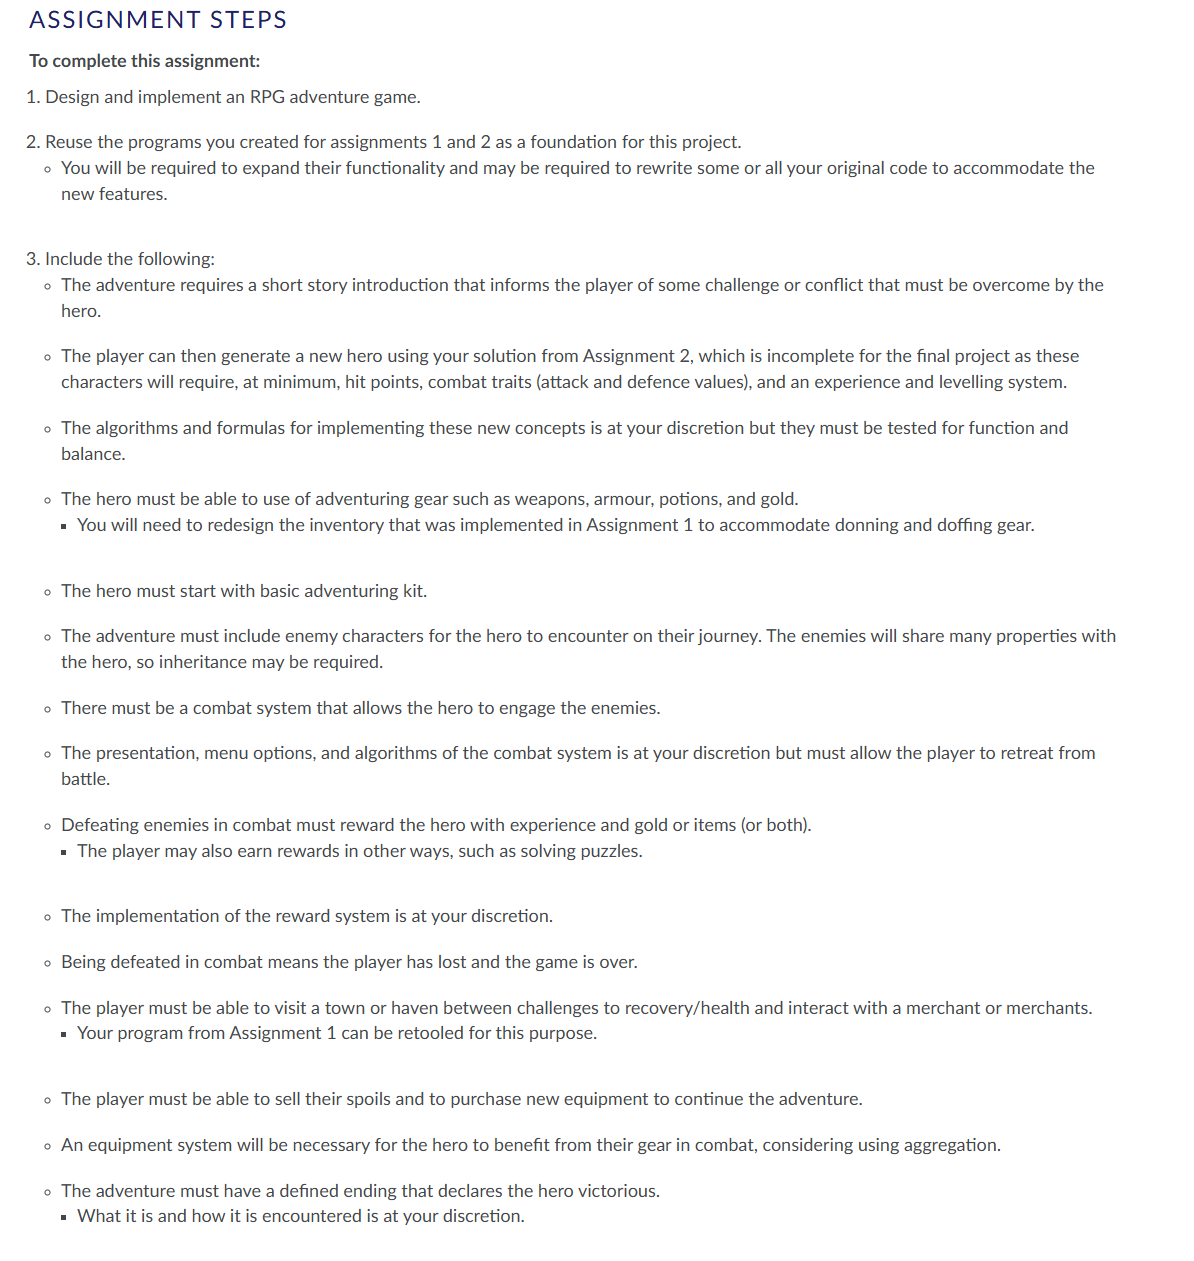 ASSIGNMENT STEPS
To complete this assignment:
1. Design and implement an RPG adventure game.
2. Reuse the programs you created for assignments 1 and 2 as a foundation for this project.
You will be required to expand their functionality and may be required to rewrite some or all your original code to accommodate the
new features.
3. Include the following:
The adventure requires a short story introduction that informs the player of some challenge or conflict that must be overcome by the
hero.
The player can then generate a new hero using your solution from Assignment 2, which is incomplete for the final project as these
characters will require, at minimum, hit points, combat traits (attack and defence values), and an experience and levelling system.
The algorithms and formulas for implementing these new concepts is at your discretion but they must be tested for function and
balance.
The hero must be able to use of adventuring gear such as weapons, armour, potions, and gold.
You will need to redesign the inventory that was implemented in Assignment 1 to accommodate donning and doffing gear.
The hero must start with basic adventuring kit.
The adventure must include enemy characters for the hero to encounter on their journey. The enemies will share many properties with
the hero, so inheritance may be required.
There must be a combat system that allows the hero to engage the enemies.
The presentation, menu options, and algorithms of the combat system is at your discretion but must allow the player to retreat from
battle.
Defeating enemies in combat must reward the hero with experience and gold or items (or both).
The player may also earn rewards in other ways, such as solving puzzles.
The implementation of the reward system is at your discretion.
Being defeated in combat means the player has lost and the game is over.
The player must be able to visit a town or haven between challenges to recovery/health and interact with a merchant or merchants.
Your program from Assignment 1 can be retooled for this purpose.
The player must be able to sell their spoils and to purchase new equipment to continue the adventure.
An equipment system will be necessary for the hero to benefit from their gear in combat, considering using aggregation.
The adventure must have a defined ending that declares the hero victorious.
What it is and how it is encountered is at your discretion.